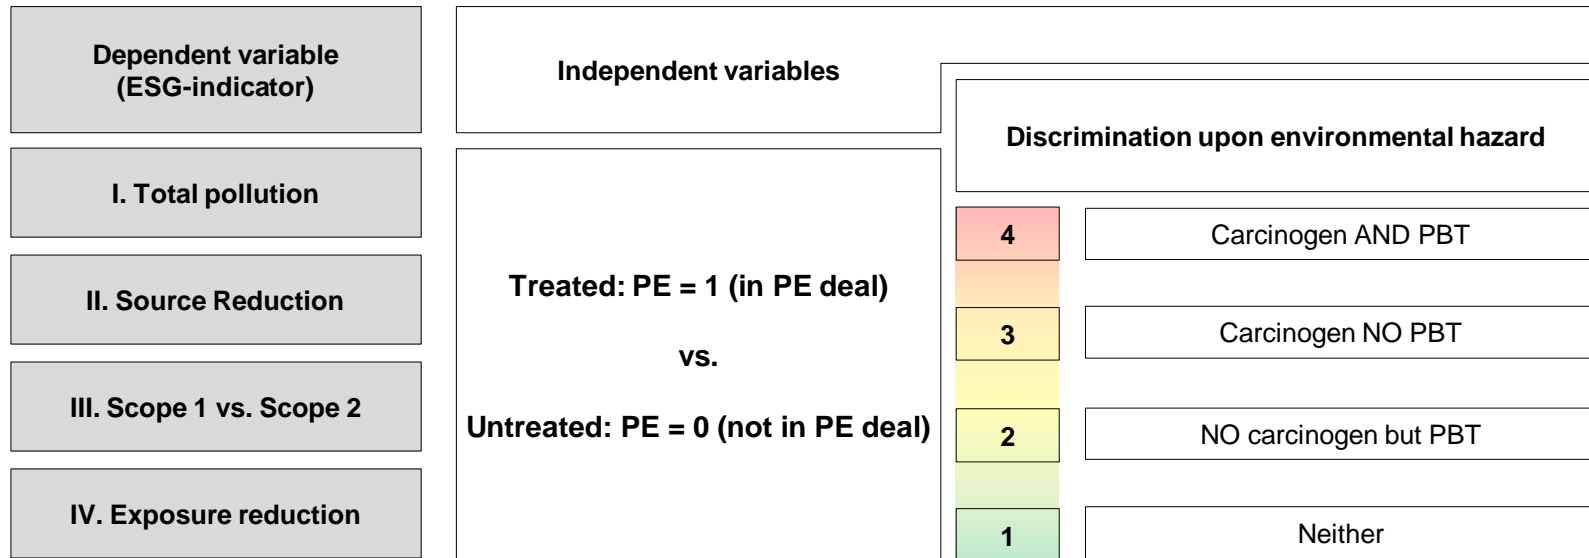 Dependent variable
(ESG-indicator)
Independent variables
Discrimination upon environmental hazard
I. Total pollution
II. Source Reduction
III. Scope 1 vs. Scope 2
IV. Exposure reduction
Treated: PE = 1 (in PE deal)
vs.
Untreated: PE = 0 (not in PE deal)
4
Carcinogen AND PBT
3
Carcinogen NO PBT
2
NO carcinogen but PBT
1
Neither